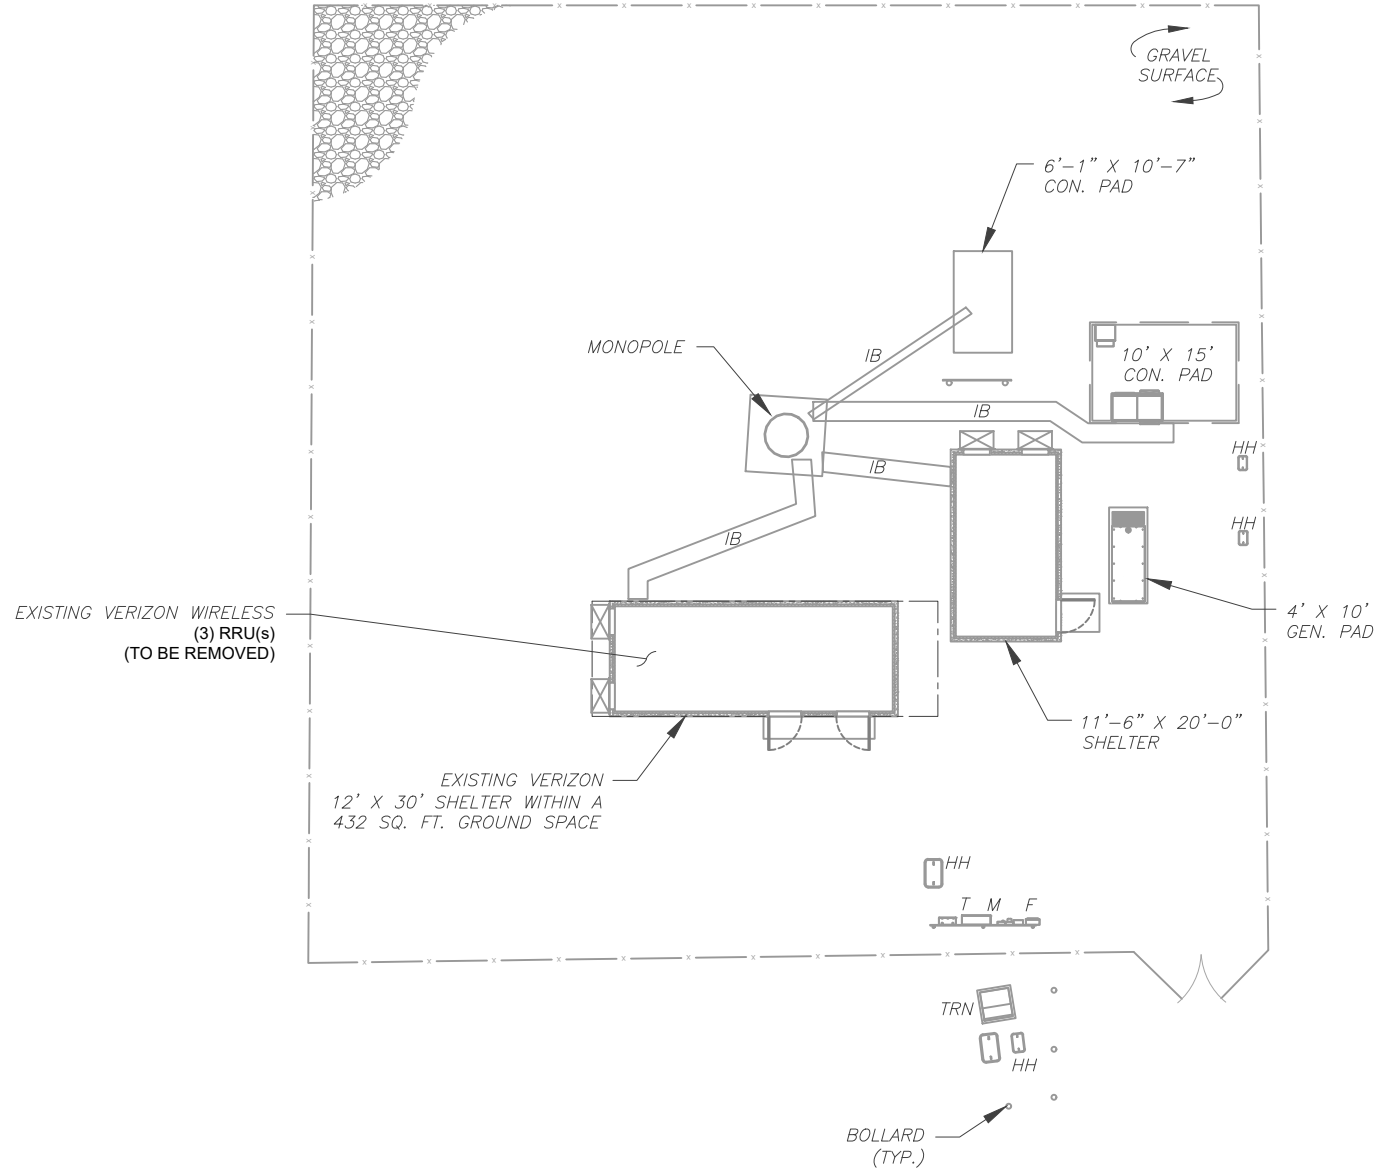 GRAVEL
SURFACE
6'-1" X 10'-7"
CON. PAD
MONOPOLE
IB
10' X 15'
CON. PAD
IB
HH
IB
HH
IB
EXISTING VERIZON WIRELESS
(3) RRU(s)
(TO BE REMOVED)
4' X 10'
GEN. PAD
11'-6" X 20'-0"
SHELTER
EXISTING VERIZON
12' X 30' SHELTER WITHIN A
432 SQ. FT. GROUND SPACE
HH
T M F
TRN
HH
BOLLARD
(TYP.)